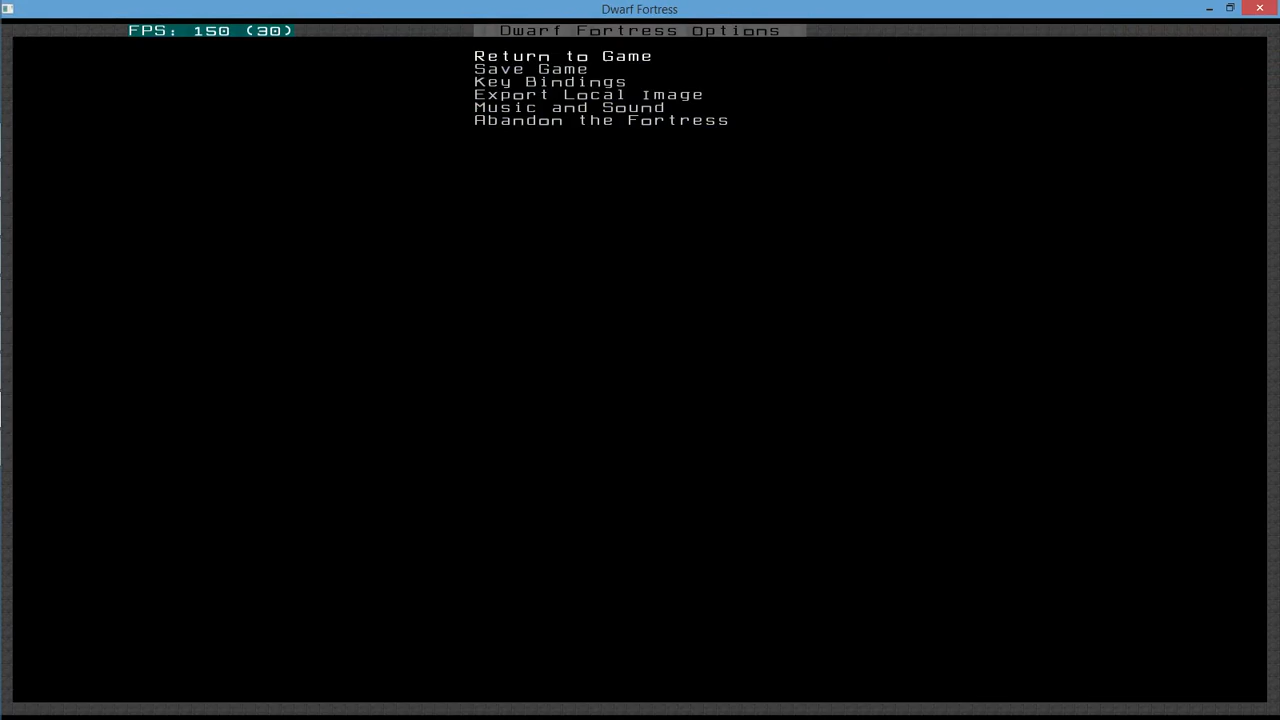 Dwarf Fortress
FPS: 150 (30)
Dwarf Fortress Options
Return to Game
Save Game
Key Bindings
Export Local Image
Music and Sound
Abandon the Fortress